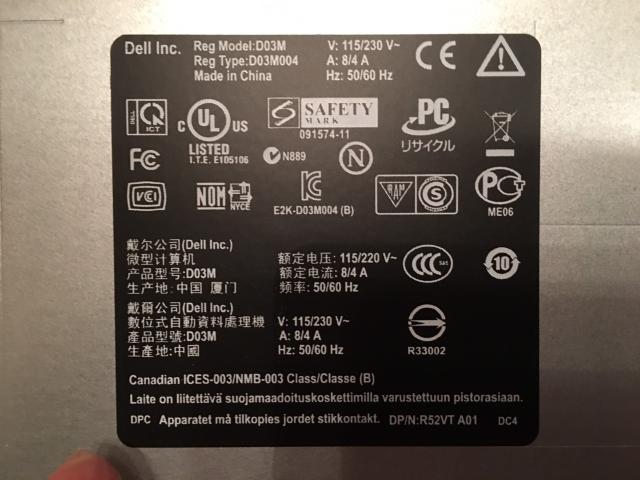 Dell Inc.
Reg Model:D03M
Reg Type:D03M004
Made in China
V: 115/230 V~
A: 8/4 A
Hz: 50/60 Hz
CE
DELL
ICT
C UL US
LISTED
I.T.E. E105106
S SAFETY
MARK
091574-11
PC
リサイクル
FC
N889
N
VCI
NOM
NYCE
E2K-D03M004 (B)
IRAM
S
PCT
ME06
戴尔公司(Dell Inc.)
微型计算机
产品型号:D03M
生产地: 中国 厦门
额定电压: 115/220 V~
额定电流: 8/4 A
频率: 50/60 Hz
CCC S&E
10
戴爾公司(Dell Inc.)
數位式自動資料處理機
產品型號:D03M
生產地:中國
V: 115/230 V~
A: 8/4 A
Hz: 50/60 Hz
R33002
Canadian ICES-003/NMB-003 Class/Classe (B)
Laite on liitettävä suojamaadoituskoskettimilla varustettuun pistorasiaan.
DPC Apparatet må tilkopies jordet stikkontakt. DP/N:R52VT A01 DC4